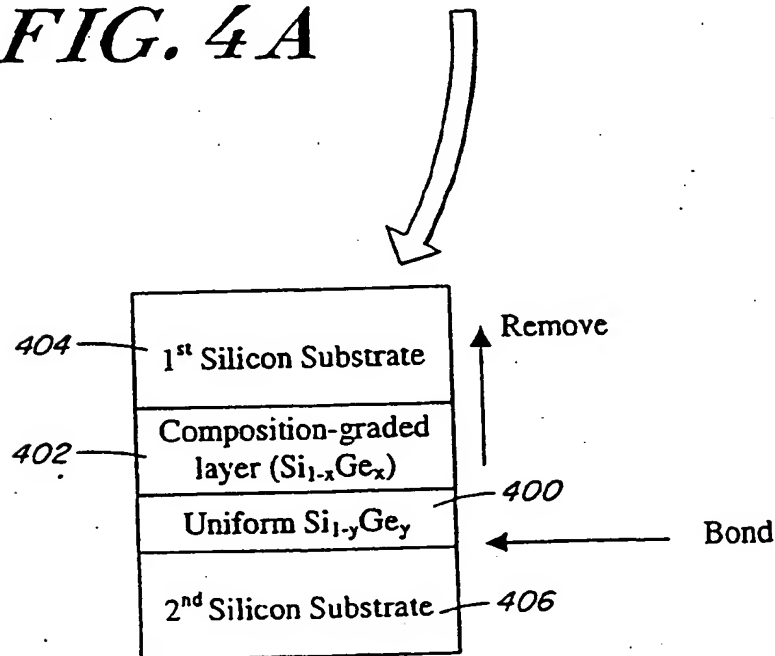 FIG. 4A
404
1st Silicon Substrate
Remove
402
Composition-graded
layer (Si1-xGex)
400
Uniform Si1-yGey
Bond
2nd Silicon Substrate
406